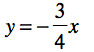 y = −3/4 x